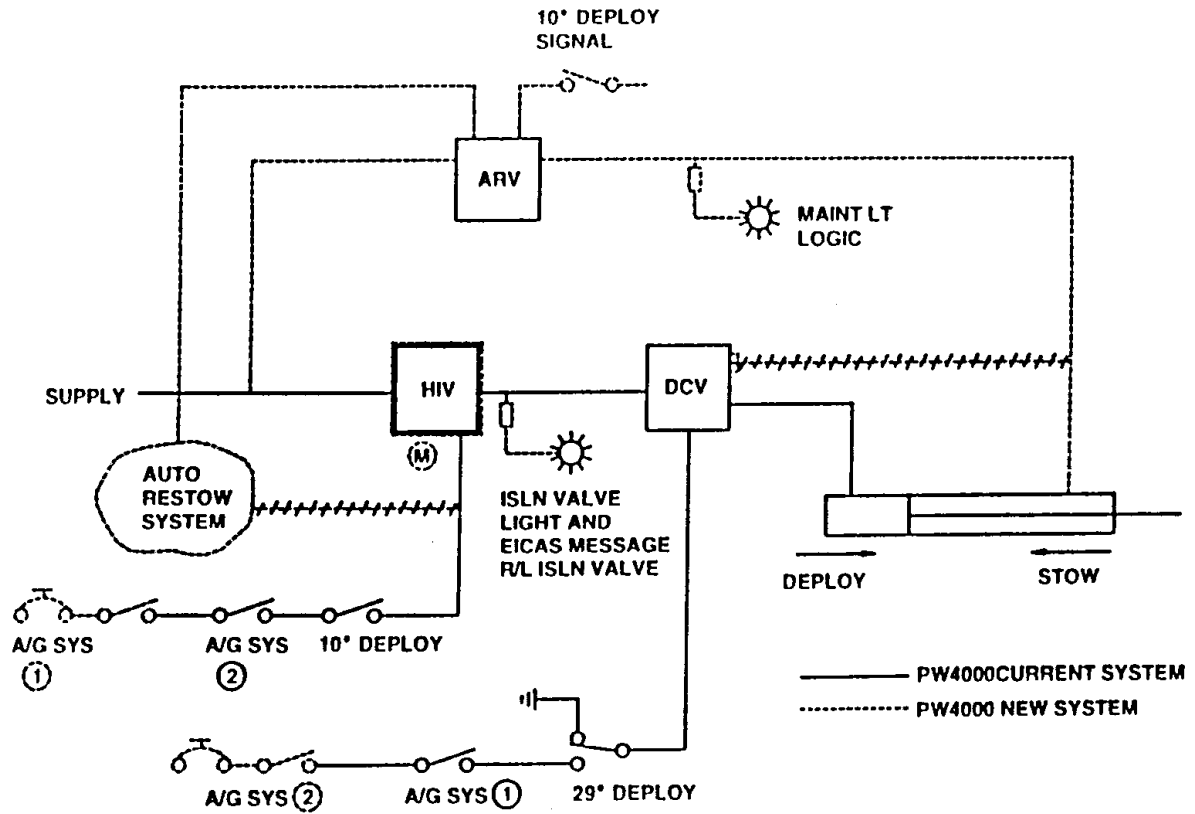 10° DEPLOY
SIGNAL
ARV
MAINT LT
LOGIC
SUPPLY
HIV
DCV
M
AUTO
RESTOW
SYSTEM
ISLN VALVE
LIGHT AND
EICAS MESSAGE
R/L ISLN VALVE
DEPLOY
STOW
A/G SYS
1
A/G SYS
2
10° DEPLOY
PW4000CURRENT SYSTEM
PW4000 NEW SYSTEM
A/G SYS 2
A/G SYS 1
29° DEPLOY